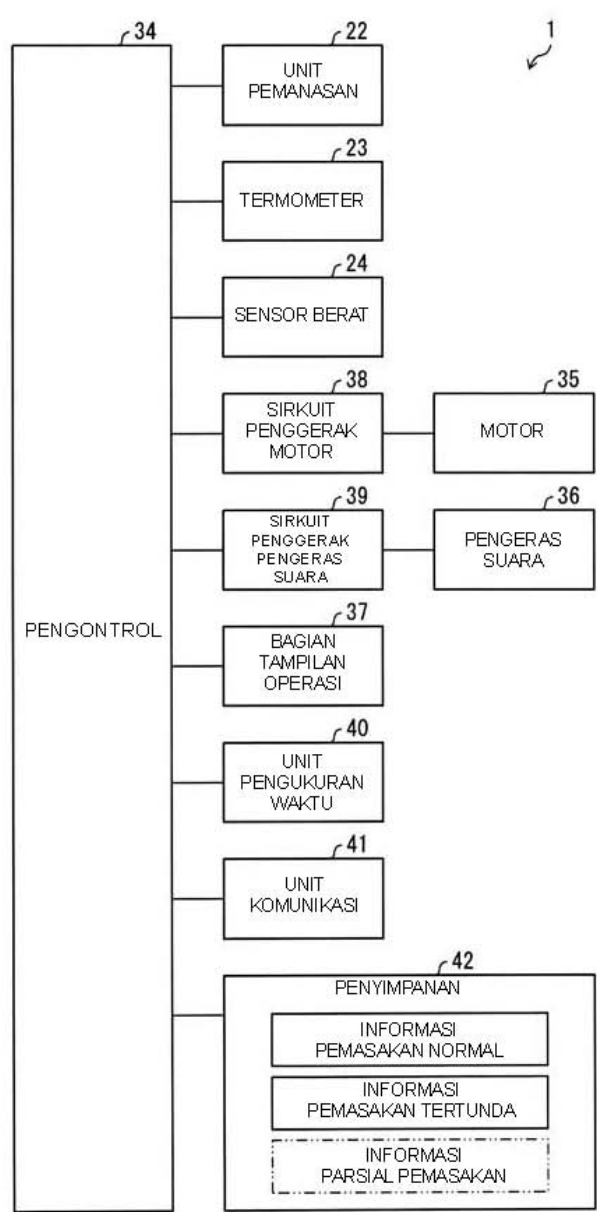 34
22
1
UNIT
PEMANASAN
23
TERMOMETER
24
SENSOR BERAT
38
SIRKUIT
PENGGERAK
MOTOR
35
MOTOR
39
SIRKUIT
PENGGERAK
PENGERAS
SUARA
36
PENGERAS
SUARA
PENGONTROL
37
BAGIAN
TAMPILAN
OPERASI
40
UNIT
PENGUKURAN
WAKTU
41
UNIT
KOMUNIKASI
42
PENYIMPANAN
INFORMASI
PEMASAKAN NORMAL
INFORMASI
PEMASAKAN TERTUNDA
INFORMASI
PARSIAL PEMASAKAN